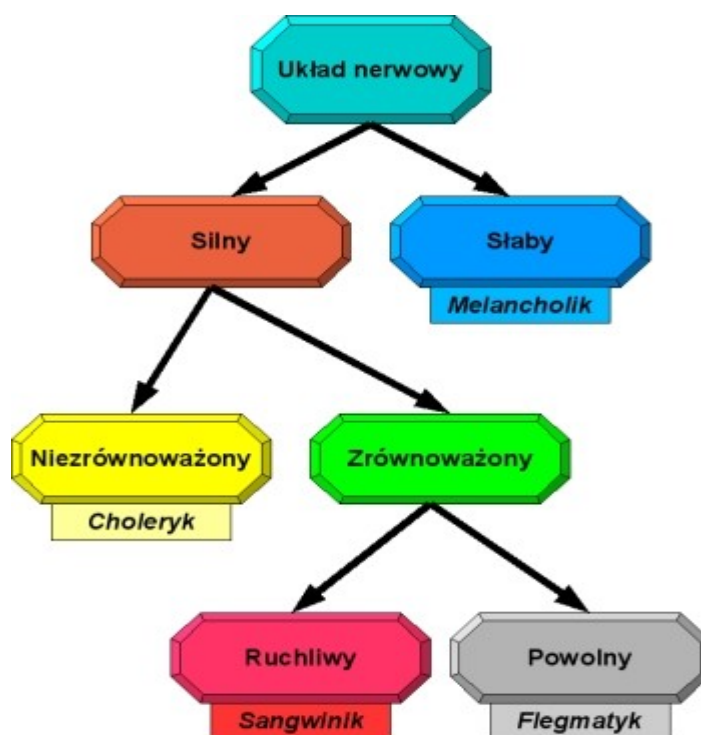 Układ nerwowy
Silny
Słaby
Melancholik
Niezrównoważony
Zrównoważony
Choleryk
Ruchliwy
Powolny
Sangwinik
Flegmatyk